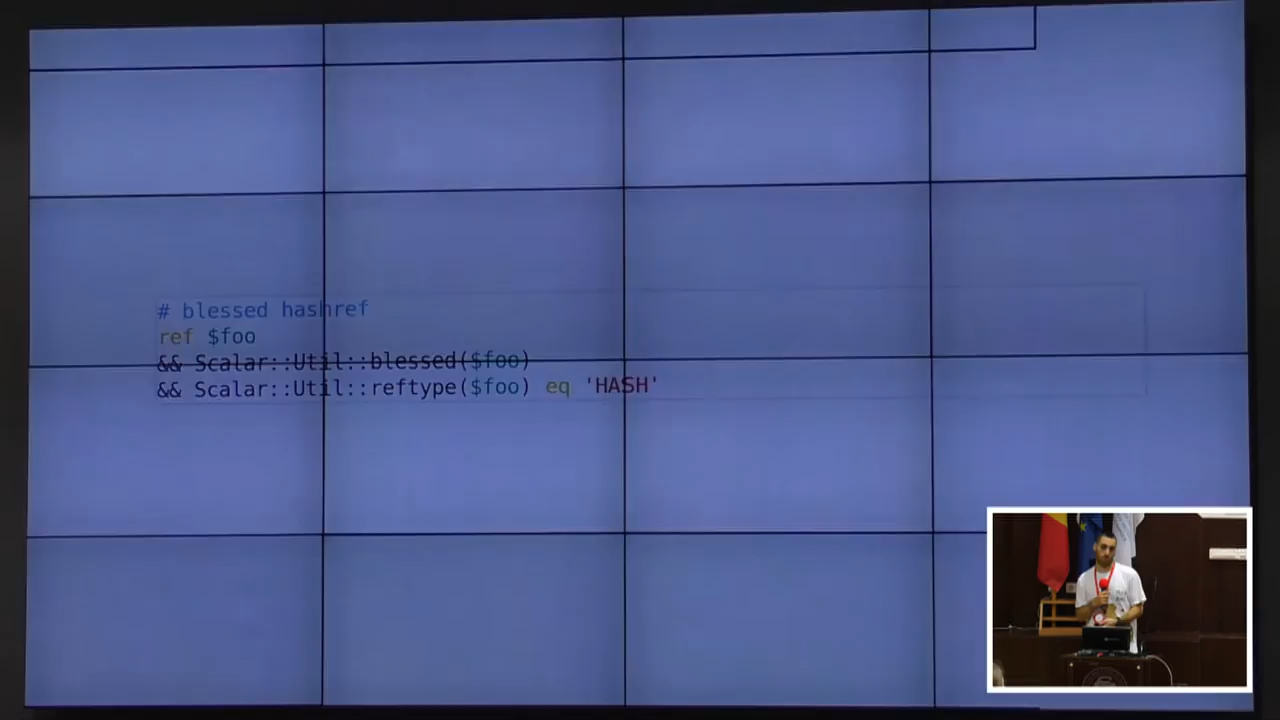 # blessed hashref
ref $foo
&& Scalar::Util::blessed($foo)
&& Scalar::Util::reftype($foo) eq 'HASH'